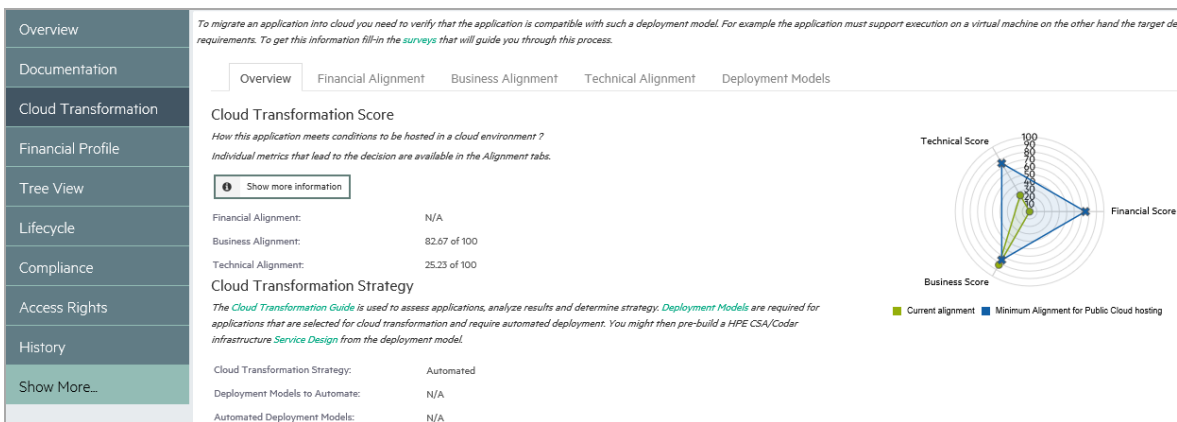 Overview
Documentation
Cloud Transformation
Financial Profile
Tree View
Lifecycle
Compliance
Access Rights
History
Show More...
To migrate an application into cloud you need to verify that the application is compatible with such a deployment model. For example the application must support execution on a virtual machine on the other hand the target de
requirements. To get this information fill-in the surveys that will guide you through this process.
Overview Financial Alignment Business Alignment Technical Alignment Deployment Models
Cloud Transformation Score
How this application meets conditions to be hosted in a cloud environment ?
Individual metrics that lead to the decision are available in the Alignment tabs.
Show more information
Financial Alignment: N/A
Business Alignment: 82.67 of 100
Technical Alignment: 25.23 of 100
Cloud Transformation Strategy
The Cloud Transformation Guide is used to assess applications, analyze results and determine strategy. Deployment Models are required for
applications that are selected for cloud transformation and require automated deployment. You might then pre-build a HPE CSA/Codar
infrastructure Service Design from the deployment model.
Cloud Transformation Strategy: Automated
Deployment Models to Automate: N/A
Automated Deployment Models: N/A
Technical Score
100
90
80
70
60
50
40
30
20
10
Financial Score
Business Score
Current alignment Minimum Alignment for Public Cloud hosting